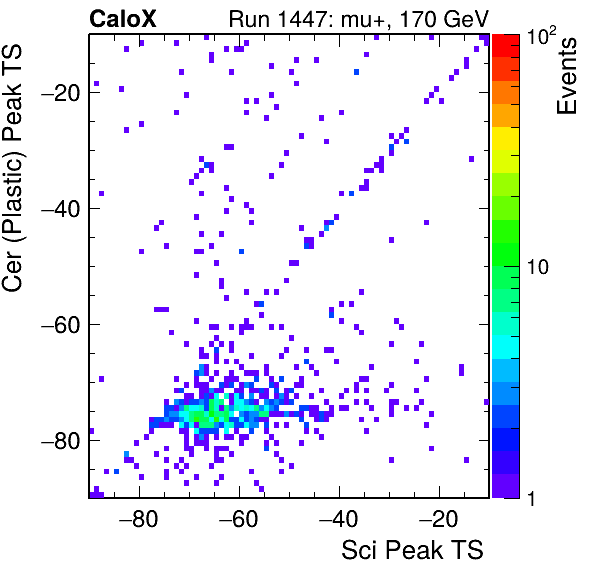 CaloX Run 1447: mu+, 170 GeV
Cer (Plastic) Peak TS
−20
−40
−60
−80
−80 −60 −40 −20
Sci Peak TS
10²
10
1
Events